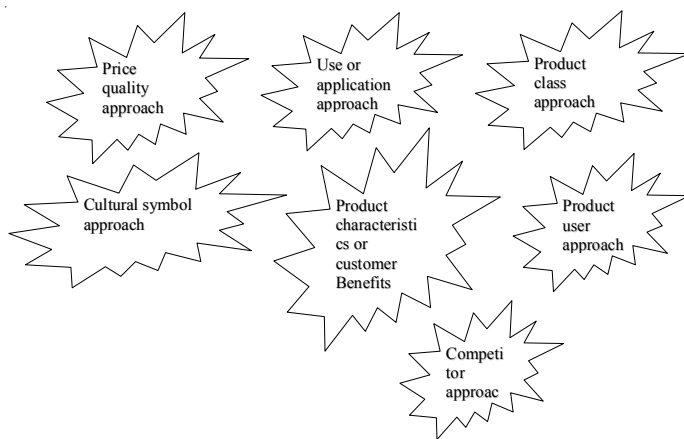 Price
quality
approach
Use or
application
approach
Product
class
approach
Cultural symbol
approach
Product
characteristi
cs or
customer
Benefits
Product
user
approach
Competi
tor
approac